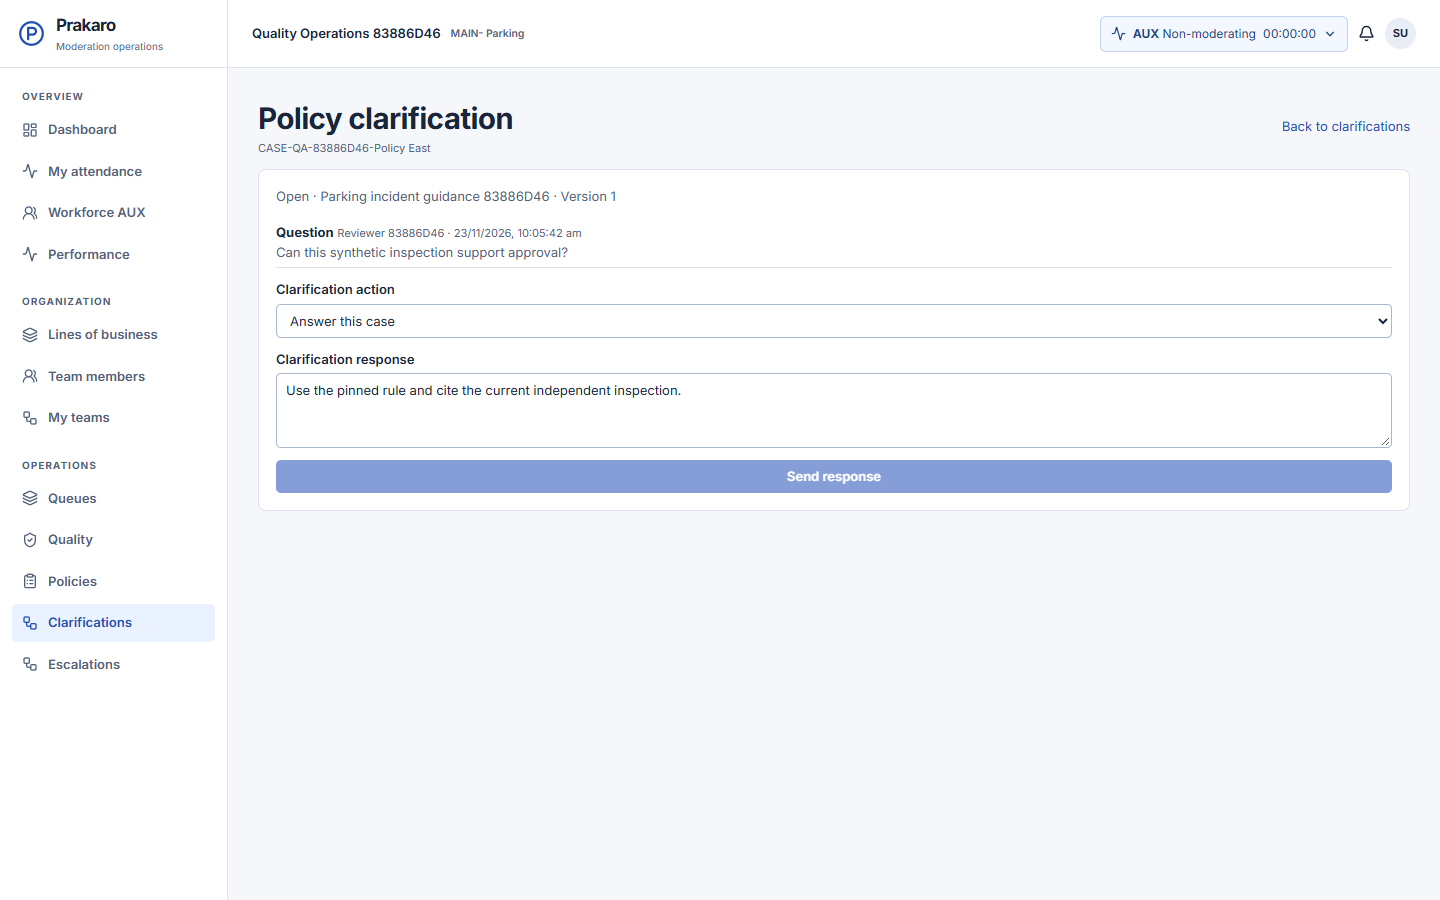 Prakaro
Moderation operations
OVERVIEW
Dashboard
My attendance
Workforce AUX
Performance
ORGANIZATION
Lines of business
Team members
My teams
OPERATIONS
Queues
Quality
Policies
Clarifications
Escalations
Quality Operations 83886D46 MAIN- Parking
AUX Non-moderating 00:00:00
SU
Policy clarification
CASE-QA-83886D46-Policy East
Back to clarifications
Open · Parking incident guidance 83886D46 · Version 1
Question Reviewer 83886D46 · 23/11/2026, 10:05:42 am
Can this synthetic inspection support approval?
Clarification action
Answer this case
Clarification response
Use the pinned rule and cite the current independent inspection.
Send response